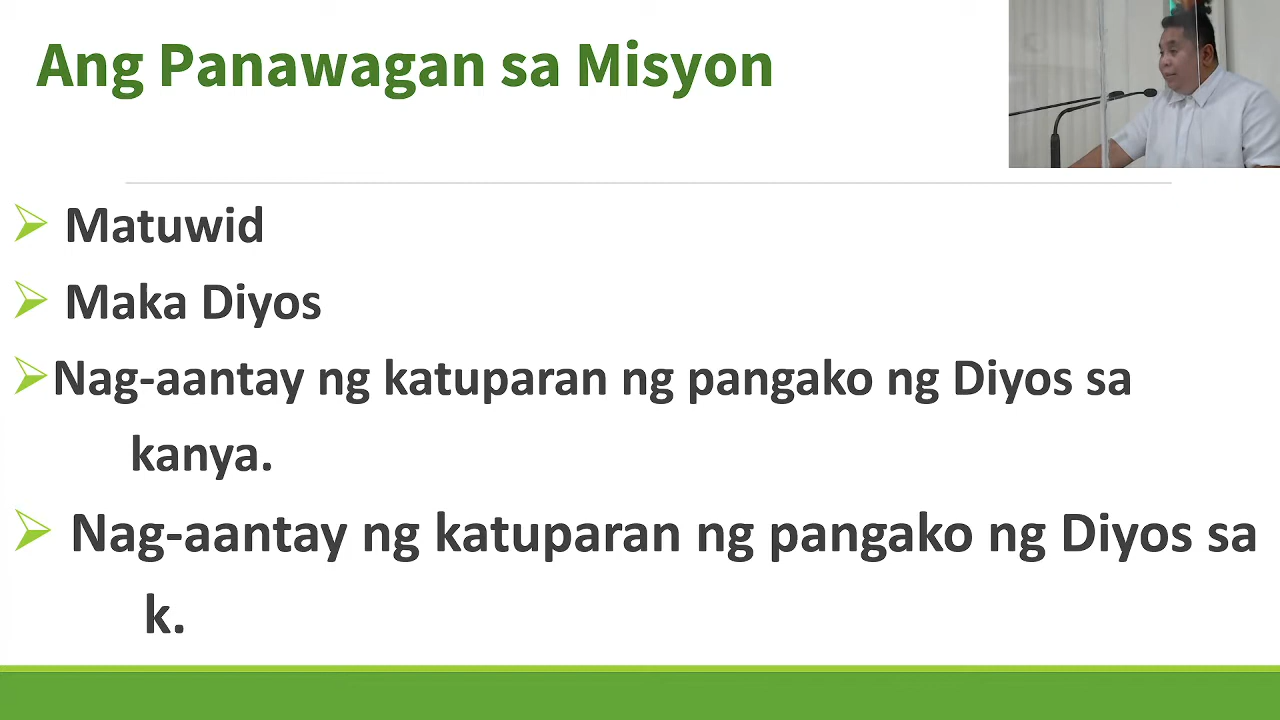 Ang Panawagan sa Misyon
Matuwid
Maka Diyos
Nag-aantay ng katuparan ng pangako ng Diyos sa
kanya.
Nag-aantay ng katuparan ng pangako ng Diyos sa
k.